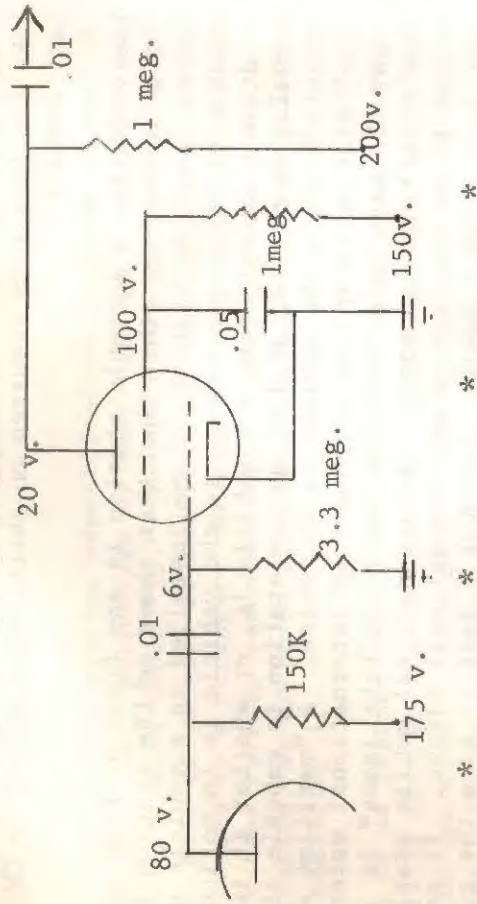 .01
1 meg.
20 v.
100 v.
200v.
1meg
.05
150v.
6v.
3.3 meg.
.01
150K
80 v.
175 v.
* * * *